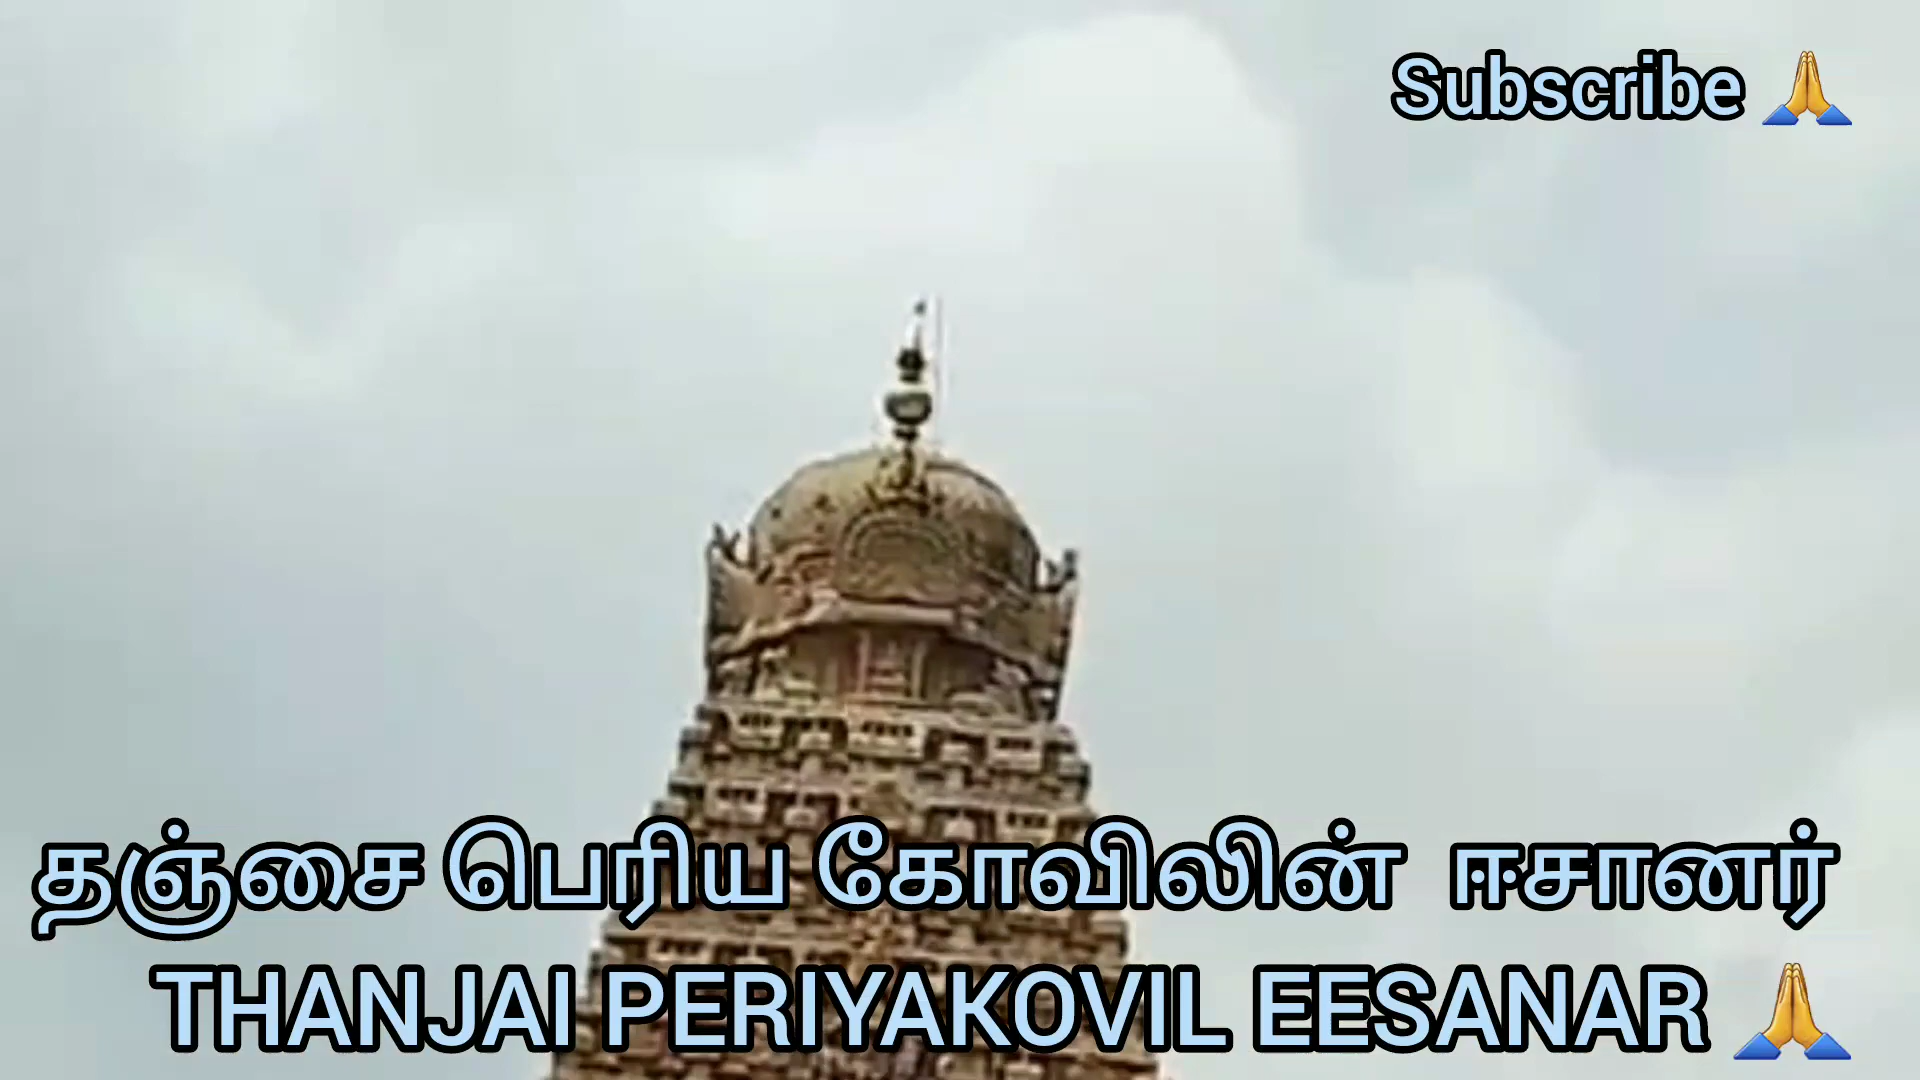 Subscribe 🙏
தஞ்சை பெரிய கோவிலின் ஈசானர்
THANJAI PERIYAKOVIL EESANAR 🙏